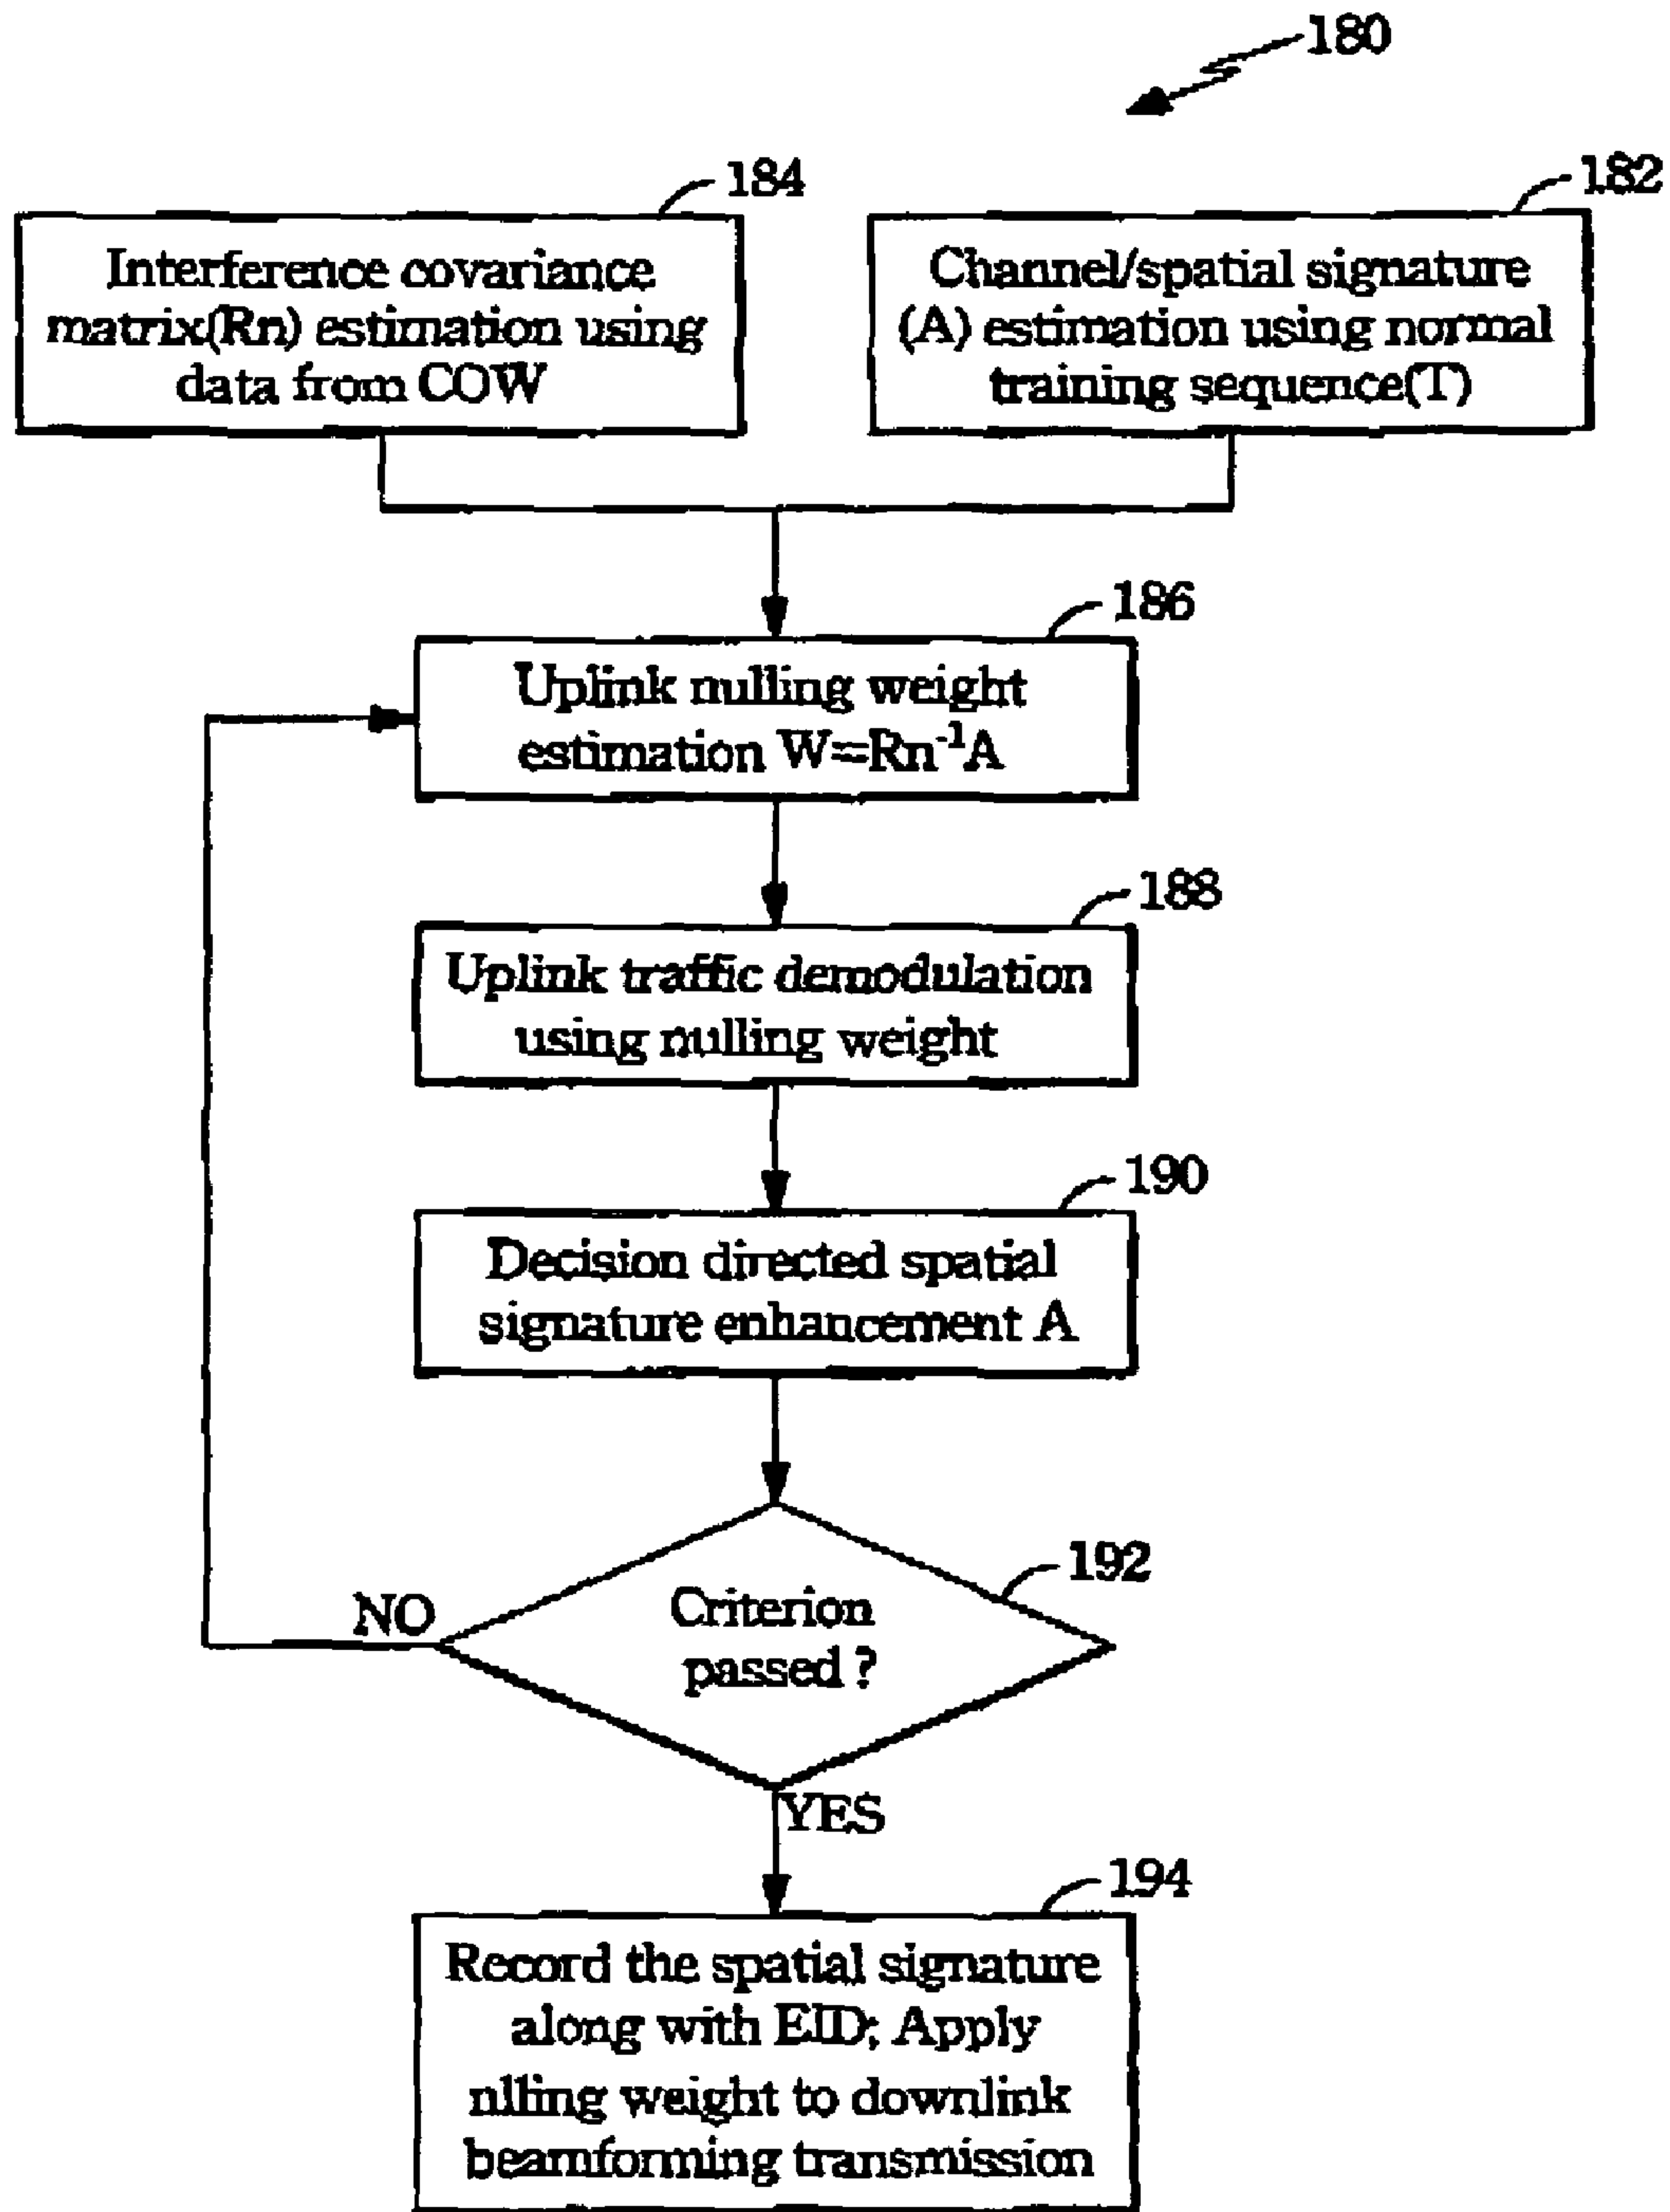 180
184
182
Interference covariance
matrix(Rn) estimation using
data from COW
Channel/spatial signature
(A) estimation using normal
training sequence(T)
186
Uplink nulling weight
estimation W=Rn⁻¹A
188
Uplink traffic demodulation
using nulling weight
190
Decision directed spatial
signature enhancement A
192
Criterion
passed ?
NO
YES
194
Record the spatial signature
along with EID; Apply
nlling weight to downlink
beamforming transmission